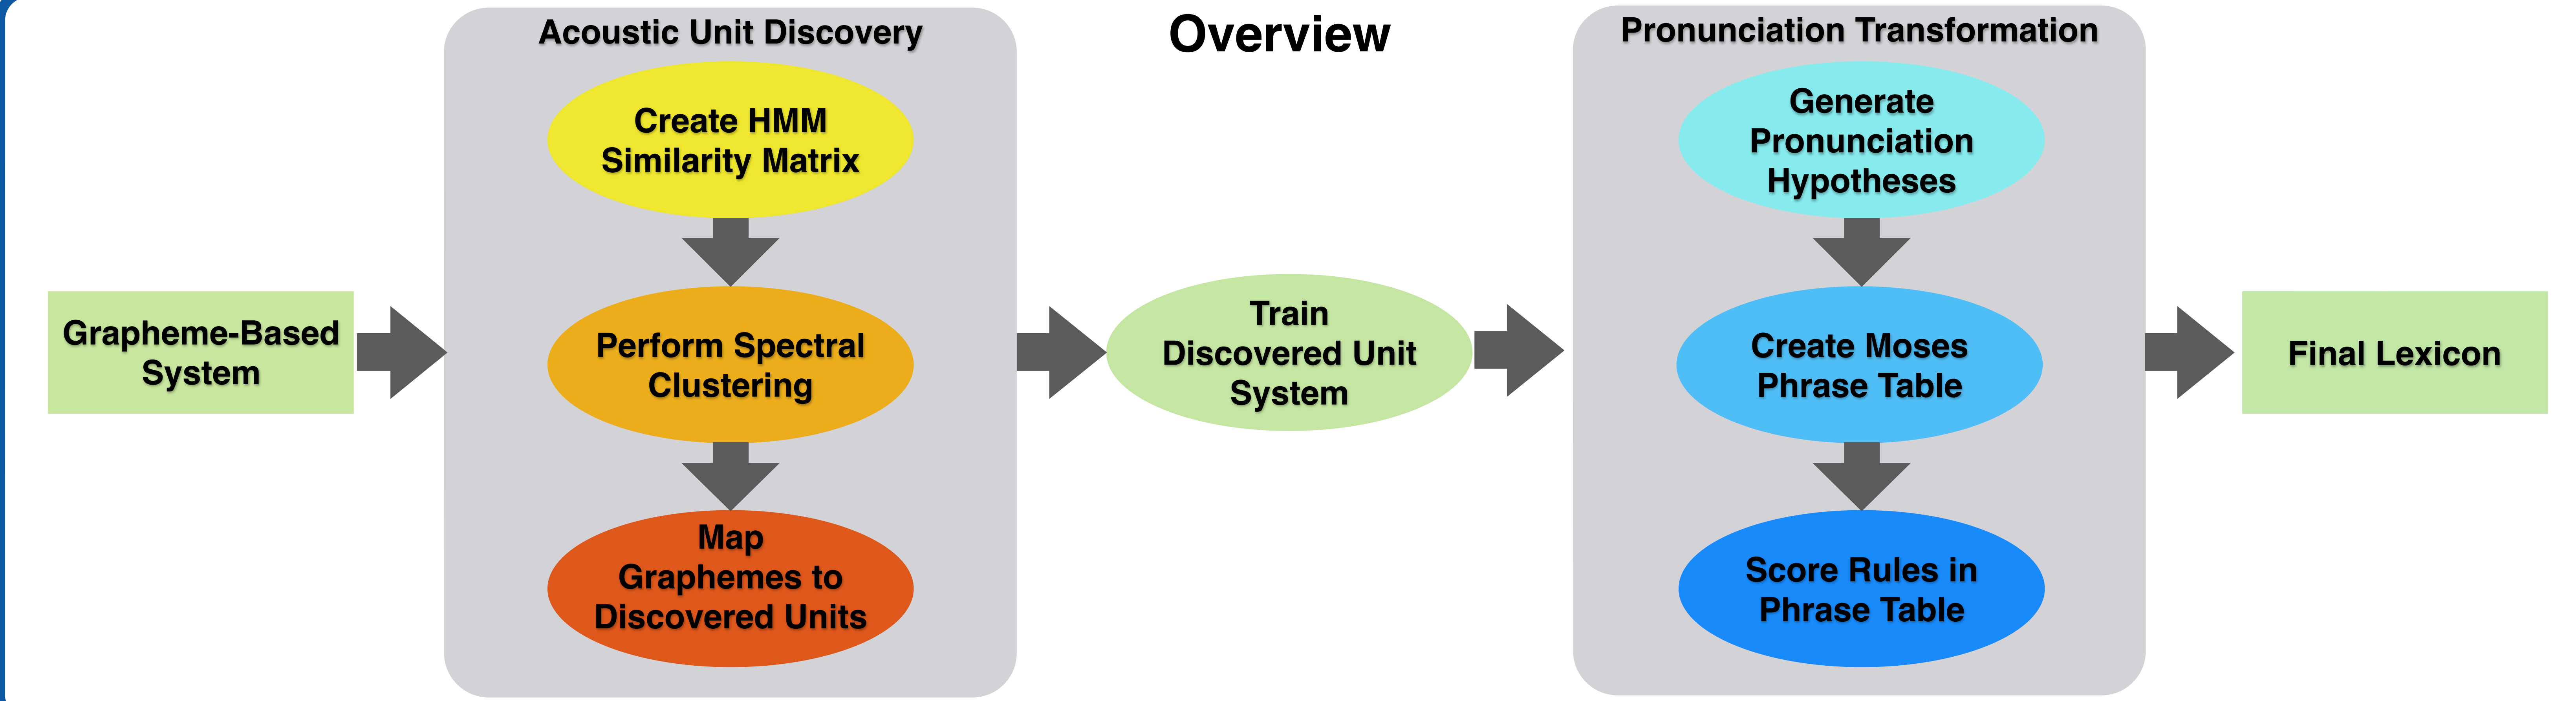 Overview
Grapheme-Based
System
Acoustic Unit Discovery
Create HMM
Similarity Matrix
Perform Spectral
Clustering
Map
Graphemes to
Discovered Units
Train
Discovered Unit
System
Pronunciation Transformation
Generate
Pronunciation
Hypotheses
Create Moses
Phrase Table
Score Rules in
Phrase Table
Final Lexicon